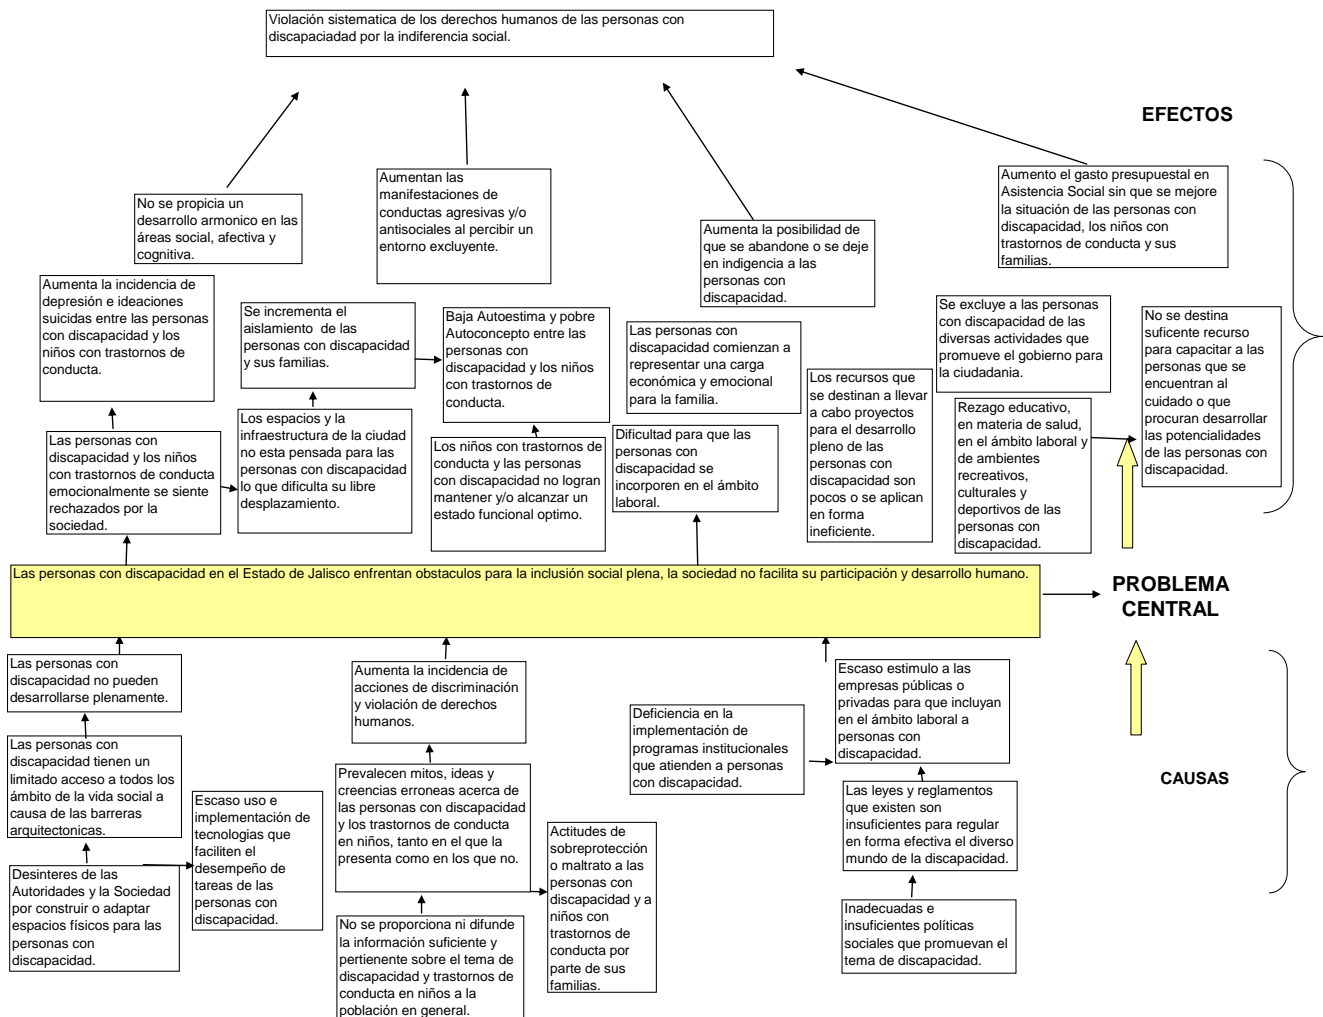 Violación sistematica de los derechos humanos de las personas con
discapaciadad por la indiferencia social.
EFECTOS
No se propicia un
desarrollo armonico en las
áreas social, afectiva y
cognitiva.
Aumentan las
manifestaciones de
conductas agresivas y/o
antisociales al percibir un
entorno excluyente.
Aumenta la posibilidad de
que se abandone o se deje
en indigencia a las
personas con
discapacidad.
Aumento el gasto presupuestal en
Asistencia Social sin que se mejore
la situación de las personas con
discapacidad, los niños con
trastornos de conducta y sus
familias.
Aumenta la incidencia de
depresión e ideaciones
suicidas entre las personas
con discapacidad y los
niños con trastornos de
conducta.
Se incrementa el
aislamiento de las
personas con discapacidad
y sus familias.
Baja Autoestima y pobre
Autoconcepto entre las
personas con
discapacidad y los niños
con trastornos de
conducta.
Las personas con
discapacidad comienzan a
representar una carga
económica y emocional
para la familia.
Los recursos que
se destinan a llevar
a cabo proyectos
para el desarrollo
pleno de las
personas con
discapacidad son
pocos o se aplican
en forma
ineficiente.
Se excluye a las personas
con discapacidad de las
diversas actividades que
promueve el gobierno para
la ciudadania.
No se destina
suficente recurso
para capacitar a las
personas que se
encuentran al
cuidado o que
procuran desarrollar
las potencialidades
de las personas con
discapacidad.
Las personas con
discapacidad y los niños
con trastornos de conducta
emocionalmente se siente
rechazados por la
sociedad.
Los espacios y la
infraestructura de la ciudad
no esta pensada para las
personas con discapacidad
lo que dificulta su libre
desplazamiento.
Los niños con trastornos de
conducta y las personas
con discapacidad no logran
mantener y/o alcanzar un
estado funcional optimo.
Dificultad para que las
personas con
discapacidad se
incorporen en el ámbito
laboral.
Rezago educativo,
en materia de salud,
en el ámbito laboral y
de ambientes
recreativos,
culturales y
deportivos de las
personas con
discapacidad.
Las personas con discapacidad en el Estado de Jalisco enfrentan obstaculos para la inclusión social plena, la sociedad no facilita su participación y desarrollo humano.
PROBLEMA
CENTRAL
Las personas con
discapacidad no pueden
desarrollarse plenamente.
Aumenta la incidencia de
acciones de discriminación
y violación de derechos
humanos.
Escaso estimulo a las
empresas públicas o
privadas para que incluyan
en el ámbito laboral a
personas con
discapacidad.
Deficiencia en la
implementación de
programas institucionales
que atienden a personas
con discapacidad.
Las personas con
discapacidad tienen un
limitado acceso a todos los
ámbito de la vida social a
causa de las barreras
arquitectonicas.
Prevalecen mitos, ideas y
creencias erroneas acerca de
las personas con discapacidad
y los trastornos de conducta
en niños, tanto en el que la
presenta como en los que no.
CAUSAS
Las leyes y reglamentos
que existen son
insuficientes para regular
en forma efectiva el diverso
mundo de la discapacidad.
Escaso uso e
implementación de
tecnologias que
faciliten el
desempeño de
tareas de las
personas con
discapacidad.
Actitudes de
sobreprotección
o maltrato a las
personas con
discapacidad y a
niños con
trastornos de
conducta por
parte de sus
familias.
Desinteres de las
Autoridades y la Sociedad
por construir o adaptar
espacios físicos para las
personas con
discapacidad.
No se proporciona ni difunde
la información suficiente y
pertienente sobre el tema de
discapacidad y trastornos de
conducta en niños a la
población en general.
Inadecuadas e
insuficientes políticas
sociales que promuevan el
tema de discapacidad.